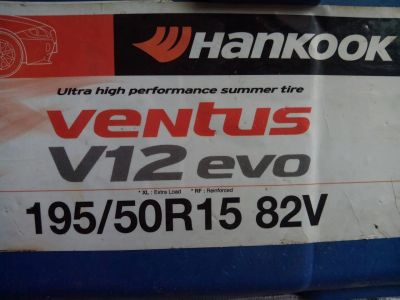 HANKOOK
Ultra high performance summer tire
ventus
V12 evo
* XL : Extra Load * RF : Reinforced
195/50R15 82V